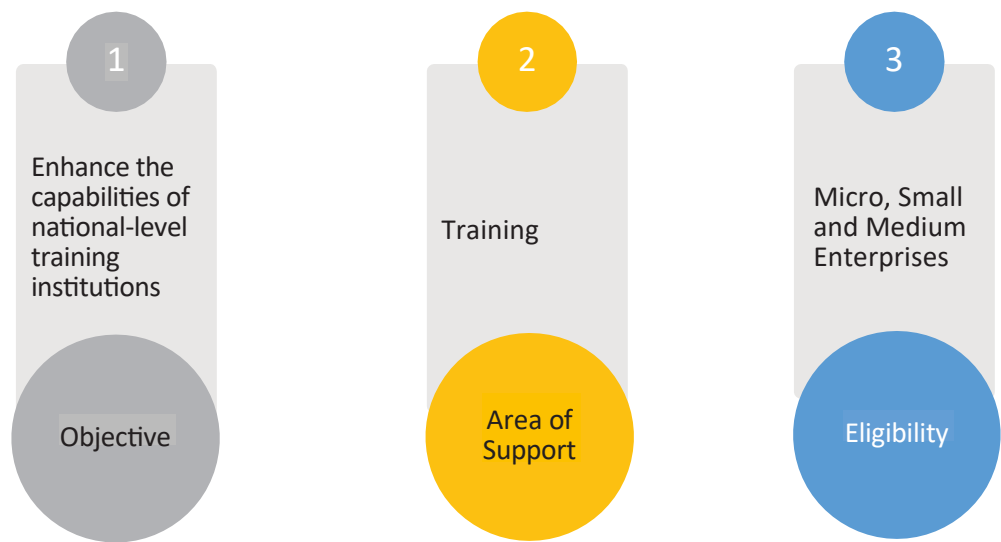 1
Enhance the
capabilities of
national-level
training
institutions
Objective
2
Training
Area of
Support
3
Micro, Small
and Medium
Enterprises
Eligibility